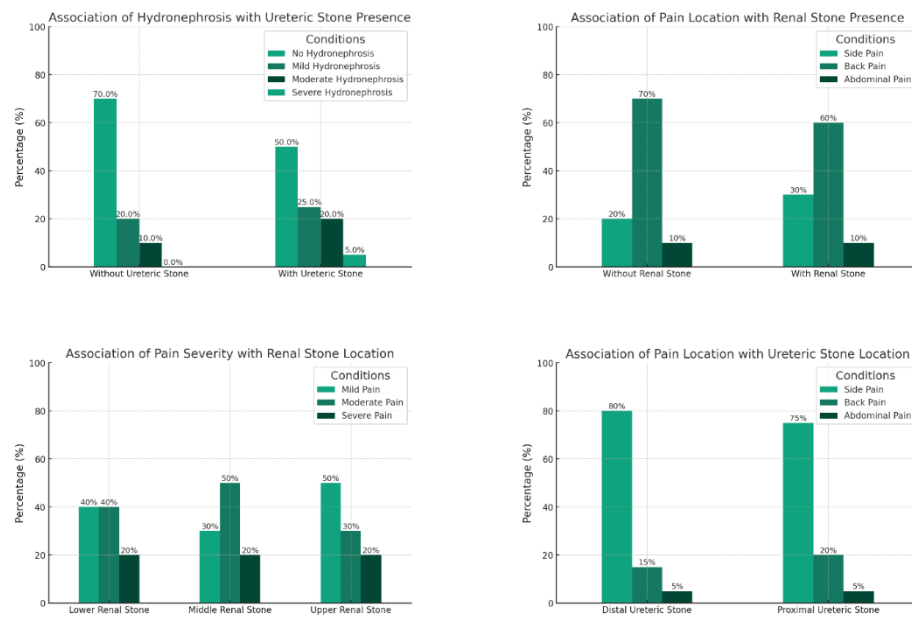 Association of Hydronephrosis with Ureteric Stone Presence
Conditions
No Hydronephrosis
Mild Hydronephrosis
Moderate Hydronephrosis
Severe Hydronephrosis
Percentage (%)
100
80
60
40
20
0
70.0%
20.0%
10.0%
0.0%
50.0%
25.0%
20.0%
5.0%
Without Ureteric Stone
With Ureteric Stone
Association of Pain Location with Renal Stone Presence
Conditions
Side Pain
Back Pain
Abdominal Pain
Percentage (%)
100
80
60
40
20
0
20%
70%
10%
30%
60%
10%
Without Renal Stone
With Renal Stone
Association of Pain Severity with Renal Stone Location
Conditions
Mild Pain
Moderate Pain
Severe Pain
Percentage (%)
100
80
60
40
20
0
40%
40%
20%
30%
50%
20%
50%
30%
20%
Lower Renal Stone
Middle Renal Stone
Upper Renal Stone
Association of Pain Location with Ureteric Stone Location
Conditions
Side Pain
Back Pain
Abdominal Pain
Percentage (%)
100
80
60
40
20
0
80%
15%
5%
75%
20%
5%
Distal Ureteric Stone
Proximal Ureteric Stone